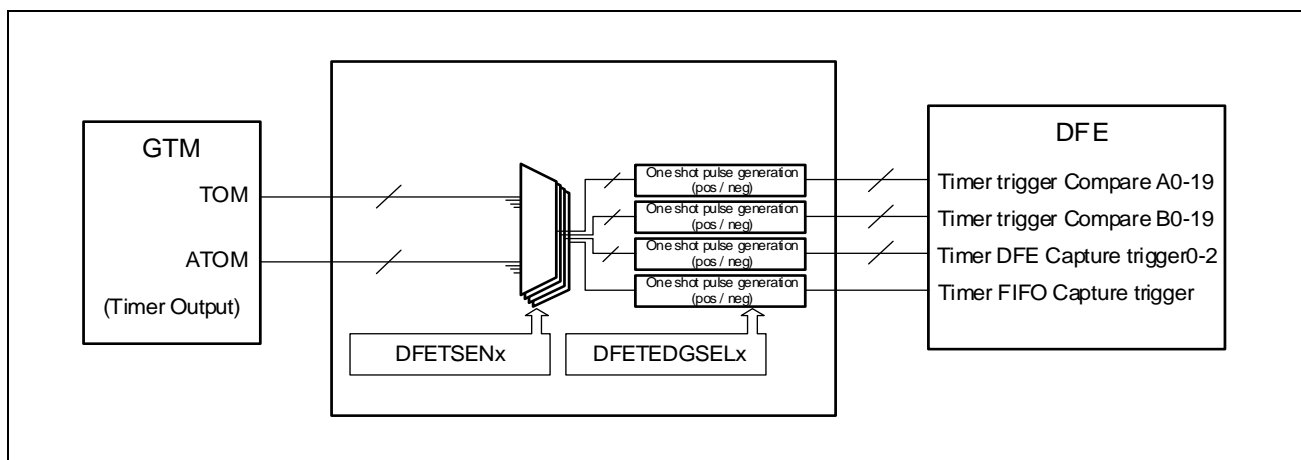 GTM
TOM
ATOM
(Timer Output)
One shot pulse generation
(pos / neg)
One shot pulse generation
(pos / neg)
One shot pulse generation
(pos / neg)
One shot pulse generation
(pos / neg)
DFETSENx
DFETEDGSELx
DFE
Timer trigger Compare A0-19
Timer trigger Compare B0-19
Timer DFE Capture trigger0-2
Timer FIFO Capture trigger